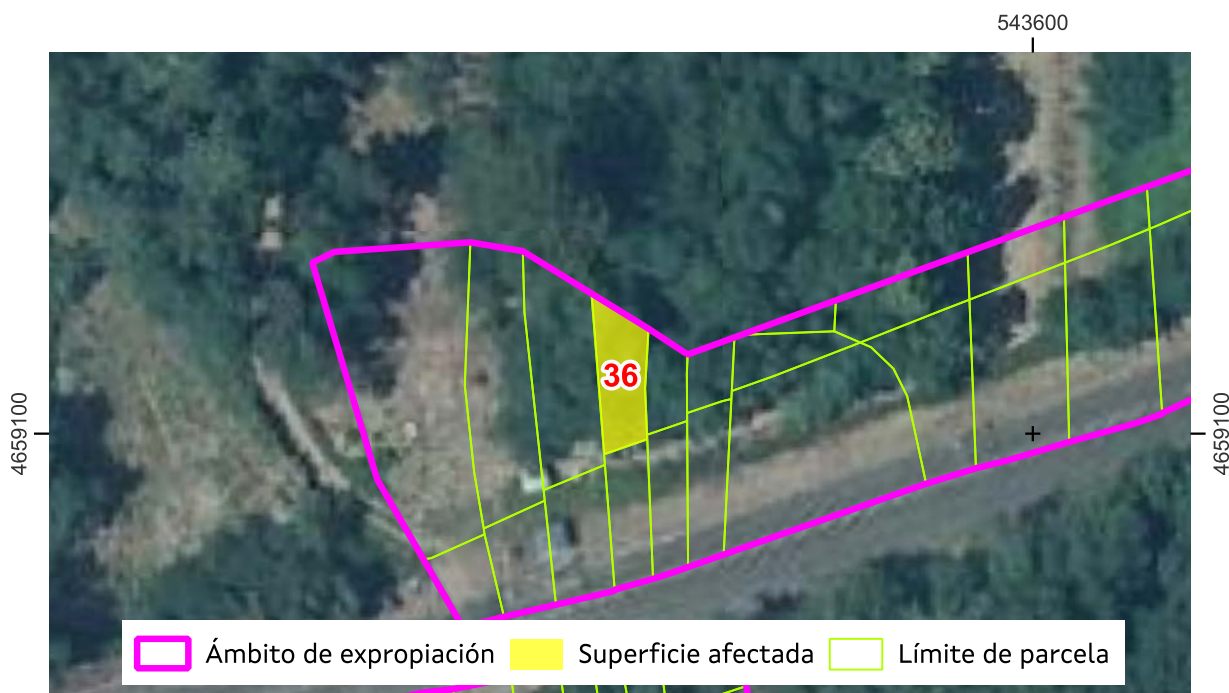 543600
36
4659100
4659100
Ámbito de expropiación
Superficie afectada
Límite de parcela